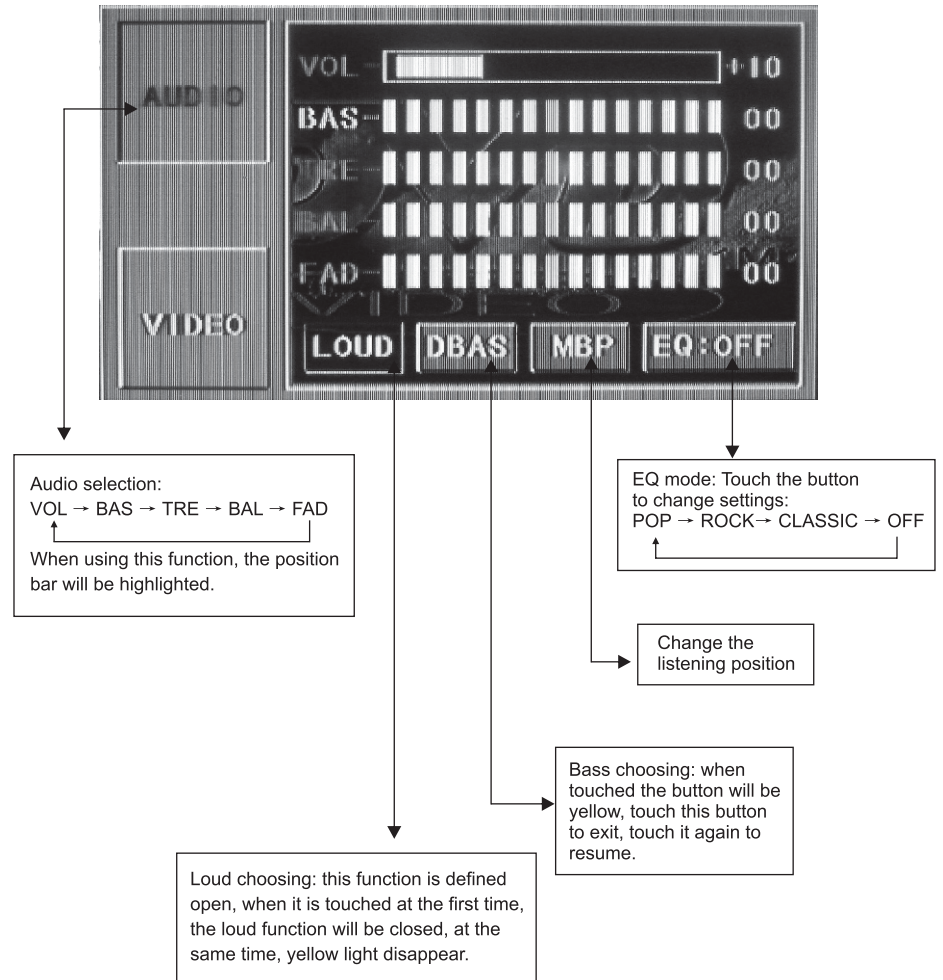 AUDIO
VIDEO
VOL +10
BAS 00
TRE 00
BAL 00
FAD 00
VIDEO
LOUD DBAS MBP EQ:OFF
Audio selection:
VOL → BAS → TRE → BAL → FAD
When using this function, the position
bar will be highlighted.
EQ mode: Touch the button
to change settings:
POP → ROCK→ CLASSIC → OFF
Change the
listening position
Bass choosing: when
touched the button will be
yellow, touch this button
to exit, touch it again to
resume.
Loud choosing: this function is defined
open, when it is touched at the first time,
the loud function will be closed, at the
same time, yellow light disappear.